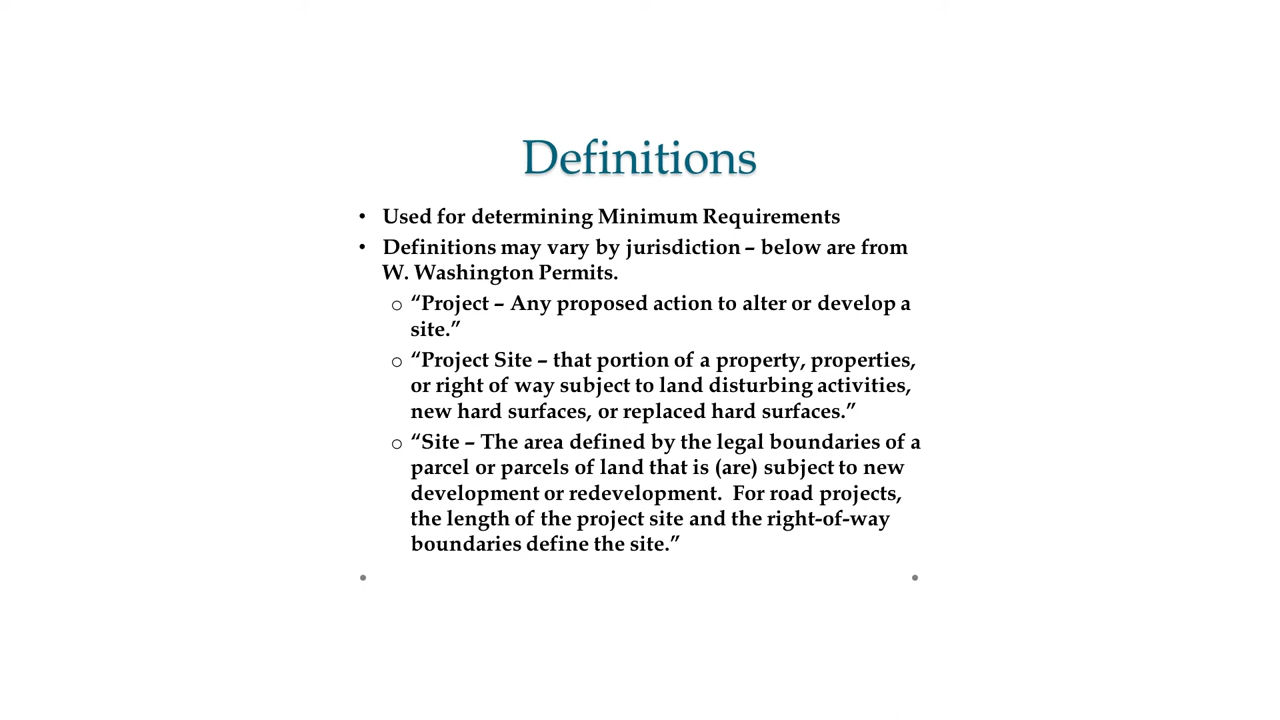 Definitions
• Used for determining Minimum Requirements
• Definitions may vary by jurisdiction – below are from
W. Washington Permits.
o “Project – Any proposed action to alter or develop a
site.”
o “Project Site – that portion of a property, properties,
or right of way subject to land disturbing activities,
new hard surfaces, or replaced hard surfaces.”
o “Site – The area defined by the legal boundaries of a
parcel or parcels of land that is (are) subject to new
development or redevelopment.  For road projects,
the length of the project site and the right-of-way
boundaries define the site.”